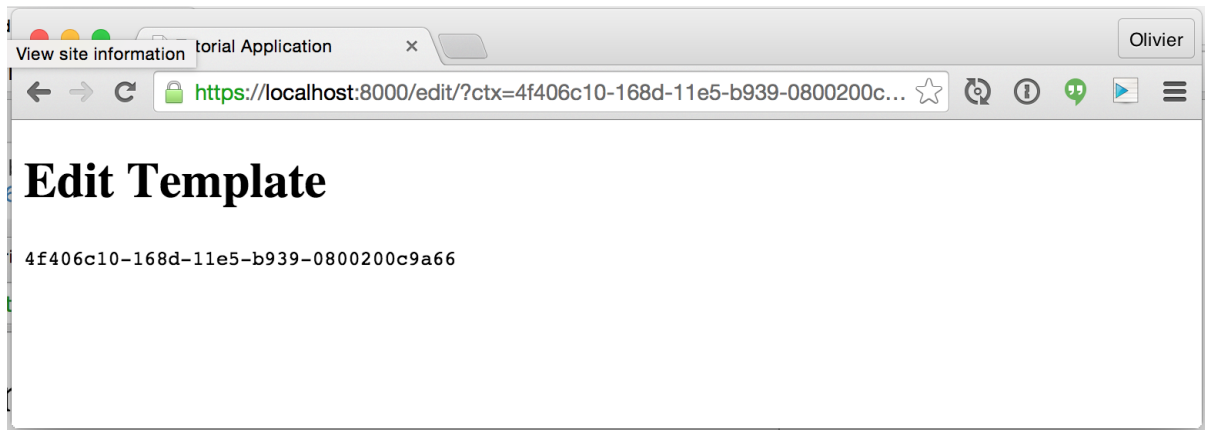 View site information
torial Application
Olivier
https://localhost:8000/edit/?ctx=4f406c10-168d-11e5-b939-0800200c...
Edit Template
4f406c10-168d-11e5-b939-0800200c9a66